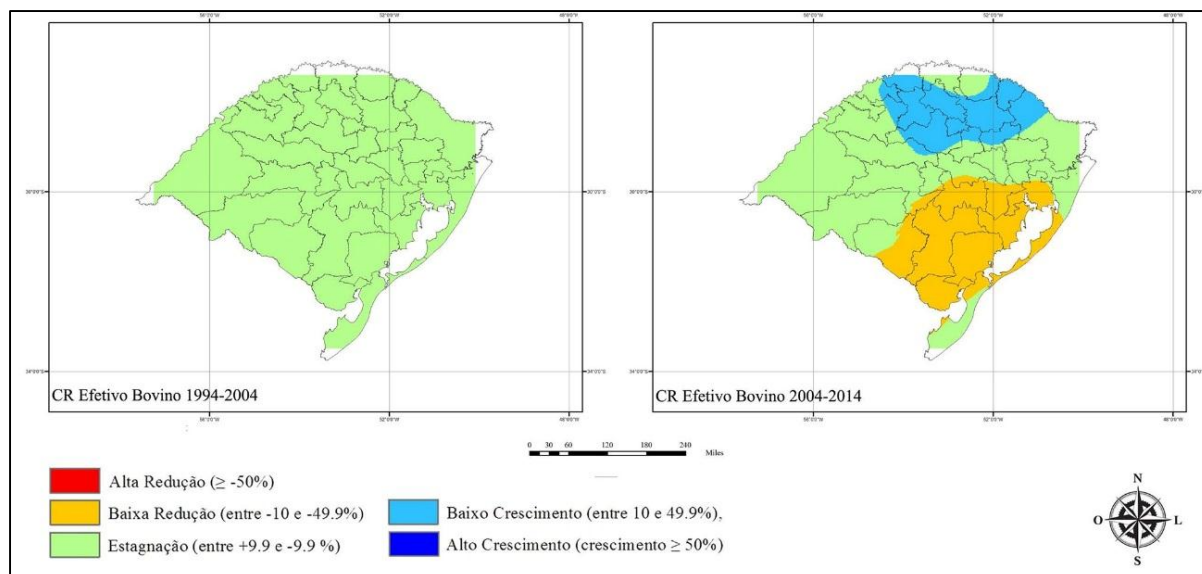 CR Efetivo Bovino 1994-2004
CR Efetivo Bovino 2004-2014
0 30 60 120 180 240
Miles
Alta Redução (≥ -50%)
Baixa Redução (entre -10 e -49.9%)
Estagnação (entre +9.9 e -9.9 %)
Baixo Crescimento (entre 10 e 49.9%),
Alto Crescimento (crescimento ≥ 50%)
N
O L
S